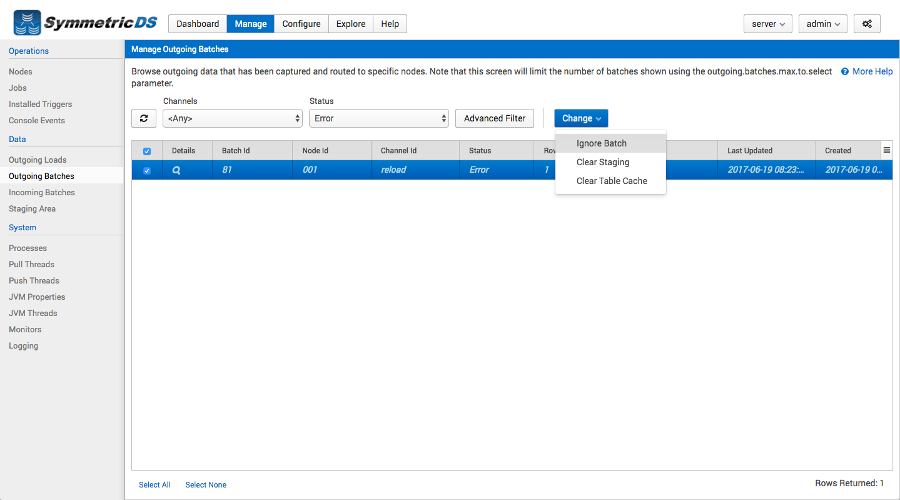 SymmetricDS Dashboard Manage Configure Explore Help server admin
Operations
Manage Outgoing Batches
Nodes
Jobs
Installed Triggers
Console Events
Data
Outgoing Loads
Outgoing Batches
Incoming Batches
Staging Area
System
Processes
Pull Threads
Push Threads
JVM Properties
JVM Threads
Monitors
Logging
Browse outgoing data that has been captured and routed to specific nodes. Note that this screen will limit the number of batches shown using the outgoing.batches.max.to.select
parameter.
More Help
Channels Status
<Any> Error Advanced Filter Change
Ignore Batch
Clear Staging
Clear Table Cache
Details Batch Id Node Id Channel Id Status Last Updated Created
81 001 reload Error 1 2017-06-19 08:23:... 2017-06-19 0...
Select All Select None Rows Returned: 1